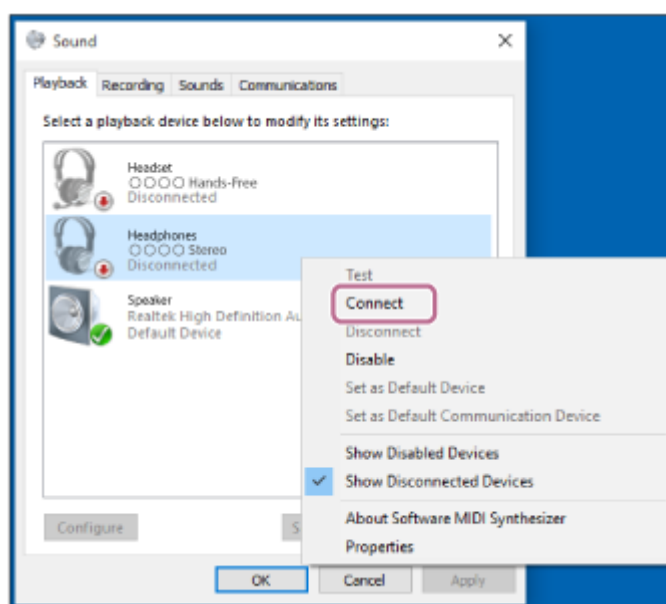 Sound
Playback Recording Sounds Communications
Select a playback device below to modify its settings:
Headset
○○○○ Hands-Free
Disconnected
Headphones
○○○○ Stereo
Disconnected
Speaker
Realtek High Definition Au
Default Device
Test
Connect
Disconnect
Disable
Set as Default Device
Set as Default Communication Device
Show Disabled Devices
Show Disconnected Devices
About Software MIDI Synthesizer
Properties
Configure S
OK Cancel Apply